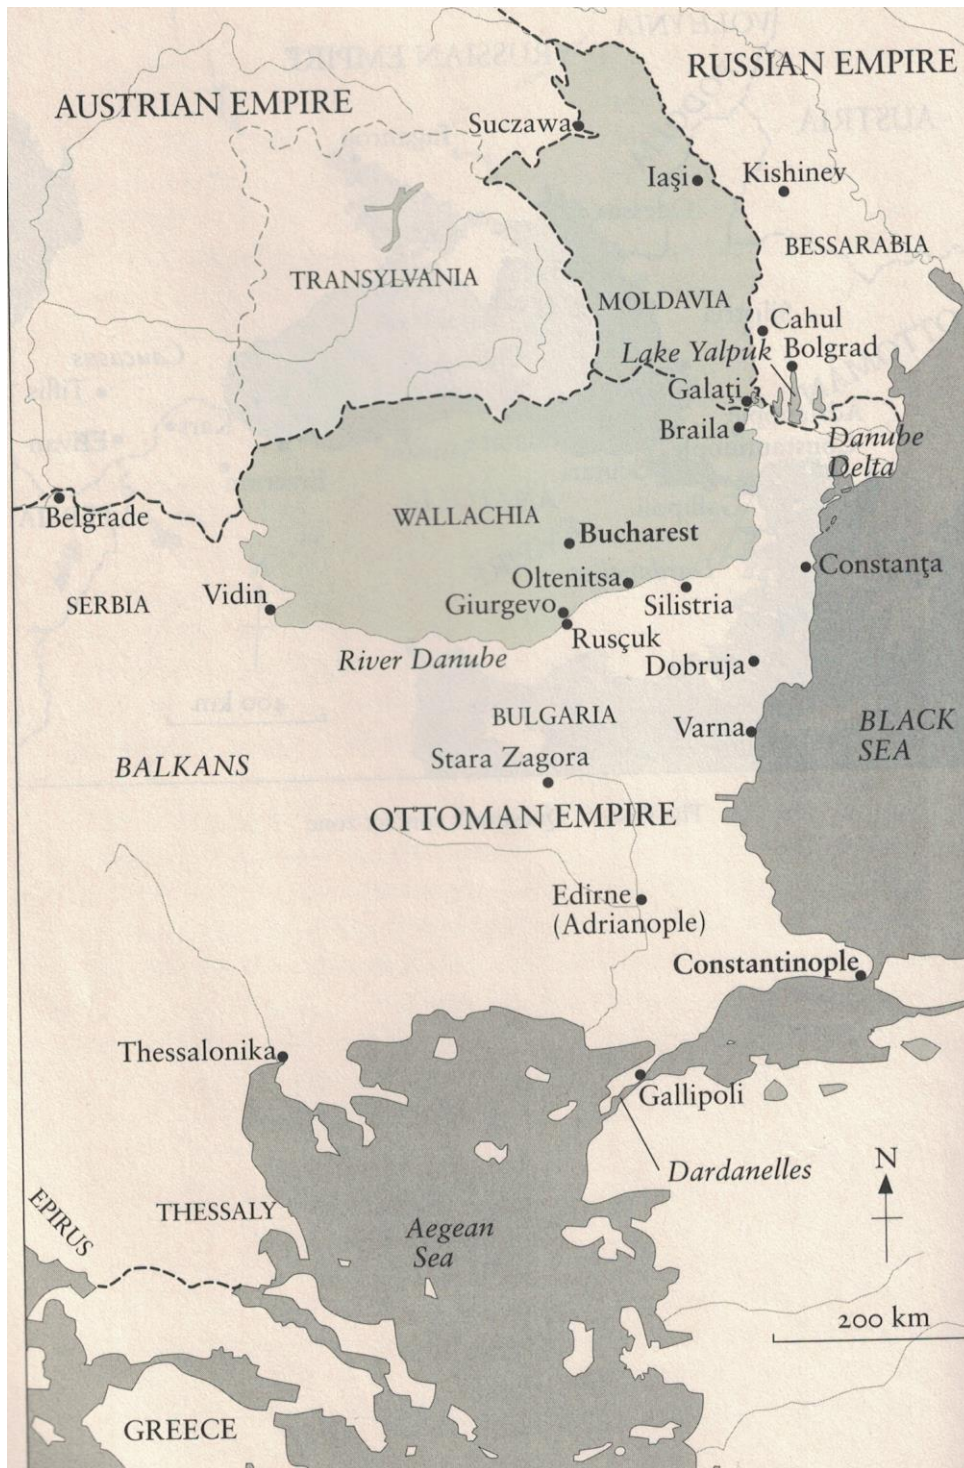 RUSSIAN EMPIRE
AUSTRIAN EMPIRE
Suczawa
Iaşi
Kishinev
BESSARABIA
TRANSYLVANIA
MOLDAVIA
Cahul
Lake Yalpuk
Bolgrad
Galaţi
Braila
Danube
Delta
Belgrade
WALLACHIA
Bucharest
Constanţa
Oltenitsa
SERBIA
Vidin
Giurgevo
Silistria
Rusçuk
River Danube
Dobruja
BULGARIA
Varna
BLACK
SEA
BALKANS
Stara Zagora
OTTOMAN EMPIRE
Edirne
(Adrianople)
Constantinople
Thessalonika
Gallipoli
Dardanelles
N
EPIRUS
THESSALY
Aegean
Sea
200 km
GREECE